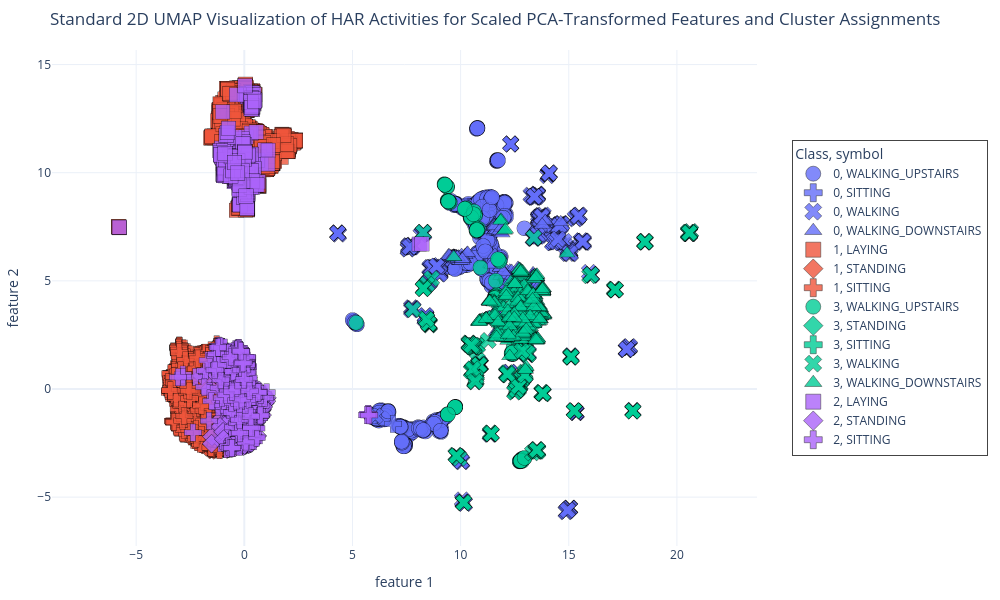 Standard 2D UMAP Visualization of HAR Activities for Scaled PCA-Transformed Features and Cluster Assignments
15
10
5
0
−5
feature 2
−5
0
5
10
15
20
feature 1
Class, symbol
0, WALKING_UPSTAIRS
0, SITTING
0, WALKING
0, WALKING_DOWNSTAIRS
1, LAYING
1, STANDING
1, SITTING
3, WALKING_UPSTAIRS
3, STANDING
3, SITTING
3, WALKING
3, WALKING_DOWNSTAIRS
2, LAYING
2, STANDING
2, SITTING